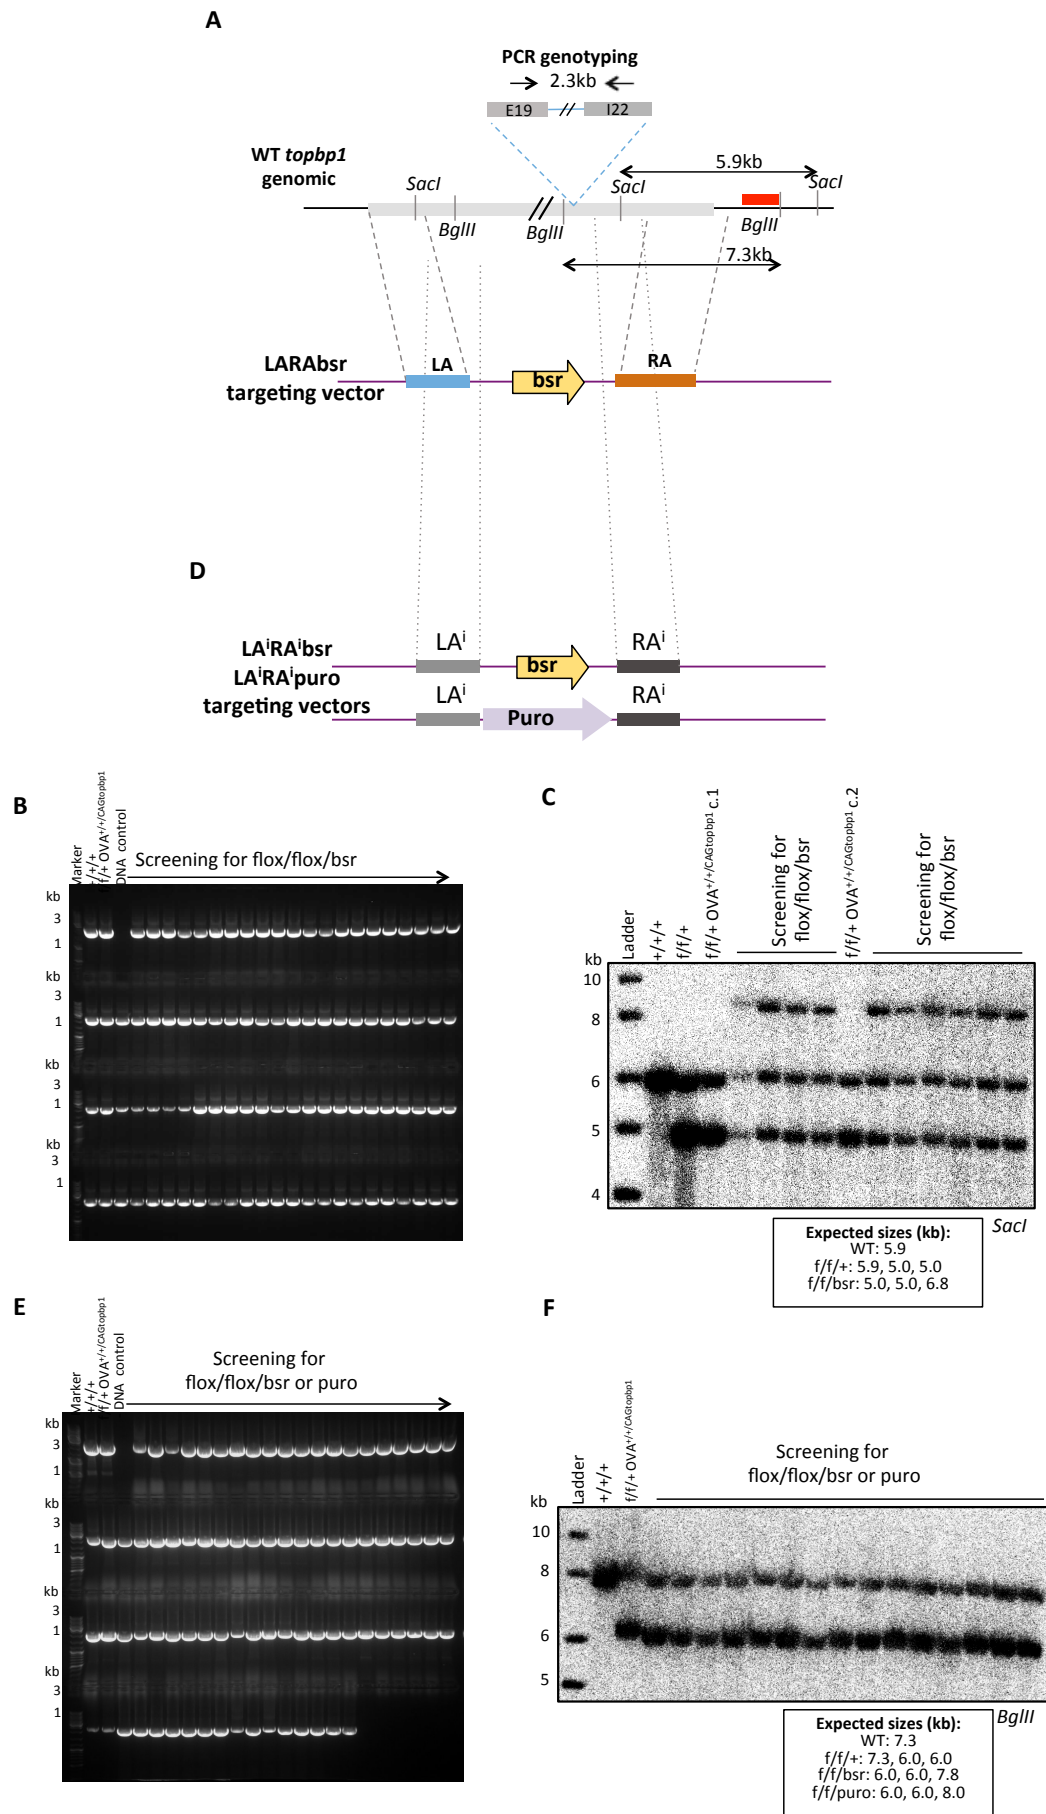 A
PCR genotyping
2.3kb
E19
I22
WT topbp1
genomic
5.9kb
SacI
SacI
SacI
BglII
BglII
BglII
7.3kb
LARAbsr
targeting vector
LA
bsr
RA
D
LAiRAibsr
LAiRAipuro
targeting vectors
LAi
bsr
RAi
LAi
Puro
RAi
B
Marker
+/+/+
f/f/+ OVA+/+/CAGtopbp1
DNA control
Screening for flox/flox/bsr
kb
3
1
kb
3
1
kb
3
1
kb
3
1
C
Ladder
+/+/+
f/f/+
f/f/+ OVA+/+/CAGtopbp1 c.1
Screening for
flox/flox/bsr
f/f/+ OVA+/+/CAGtopbp1 c.2
Screening for
flox/flox/bsr
kb
10
8
6
5
4
SacI
Expected sizes (kb):
WT: 5.9
f/f/+: 5.9, 5.0, 5.0
f/f/bsr: 5.0, 5.0, 6.8
E
Marker
+/+/+
f/f/+ OVA+/+/CAGtopbp1
DNA control
Screening for
flox/flox/bsr or puro
kb
3
1
kb
3
1
kb
3
1
kb
3
1
F
Ladder
+/+/+
f/f/+ OVA+/+/CAGtopbp1
Screening for
flox/flox/bsr or puro
kb
10
8
6
5
BglII
Expected sizes (kb):
WT: 7.3
f/f/+: 7.3, 6.0, 6.0
f/f/bsr: 6.0, 6.0, 7.8
f/f/puro: 6.0, 6.0, 8.0